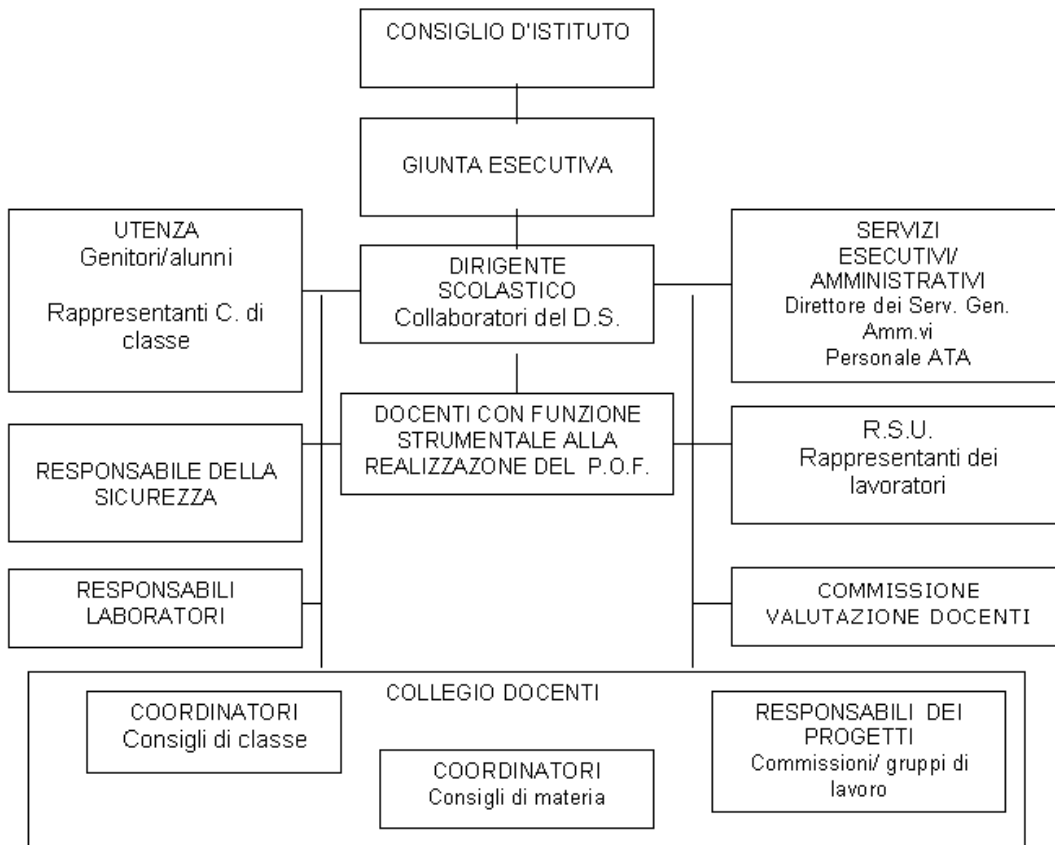 CONSIGLIO D'ISTITUTO
GIUNTA ESECUTIVA
UTENZA
Genitori/alunni
Rappresentanti C. di
classe
DIRIGENTE
SCOLASTICO
Collaboratori del D.S.
SERVIZI
ESECUTIVI/
AMMINISTRATIVI
Direttore dei Serv. Gen.
Amm.vi
Personale ATA
RESPONSABILE DELLA
SICUREZZA
DOCENTI CON FUNZIONE
STRUMENTALE ALLA
REALIZZAZONE DEL P.O.F.
R.S.U.
Rappresentanti dei
lavoratori
RESPONSABILI
LABORATORI
COMMISSIONE
VALUTAZIONE DOCENTI
COLLEGIO DOCENTI
COORDINATORI
Consigli di classe
COORDINATORI
Consigli di materia
RESPONSABILI DEI
PROGETTI
Commissioni/ gruppi di
lavoro